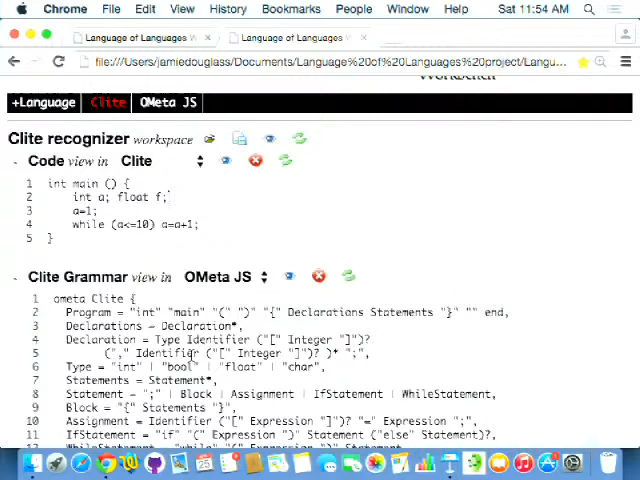 Chrome File Edit View History Bookmarks People Window Help Sat 11:54 AM
Language of Languages W × Language of Languages W ×
file:///Users/jamiedouglass/Documents/Language%20cf%20Languages%20project/Langu...
Workbench
+Language Clite OMeta JS
Clite recognizer workspace
- Code view in Clite
1 int main () {
2 int a; float f;
3 a=1;
4 while (a<=10) a=a+1;
5 }
- Clite Grammar view in OMeta JS
1 ometa Clite {
2 Program = "int" "main" "(" ")" "{" Declarations Statements "}" "" end,
3 Declarations = Declaration*,
4 Declaration = Type Identifier ("[" Integer "]")?
5 ("," Identifier ("[" Integer "]")? )* ";",
6 Type = "int" | "bool" | "float" | "char",
7 Statements = Statement*,
8 Statement = ";" | Block | Assignment | IfStatement | WhileStatement,
9 Block = "{" Statements "}",
10 Assignment = Identifier ("[" Expression "]")? "=" Expression ";",
11 IfStatement = "if" "(" Expression ")" Statement ("else" Statement)?,